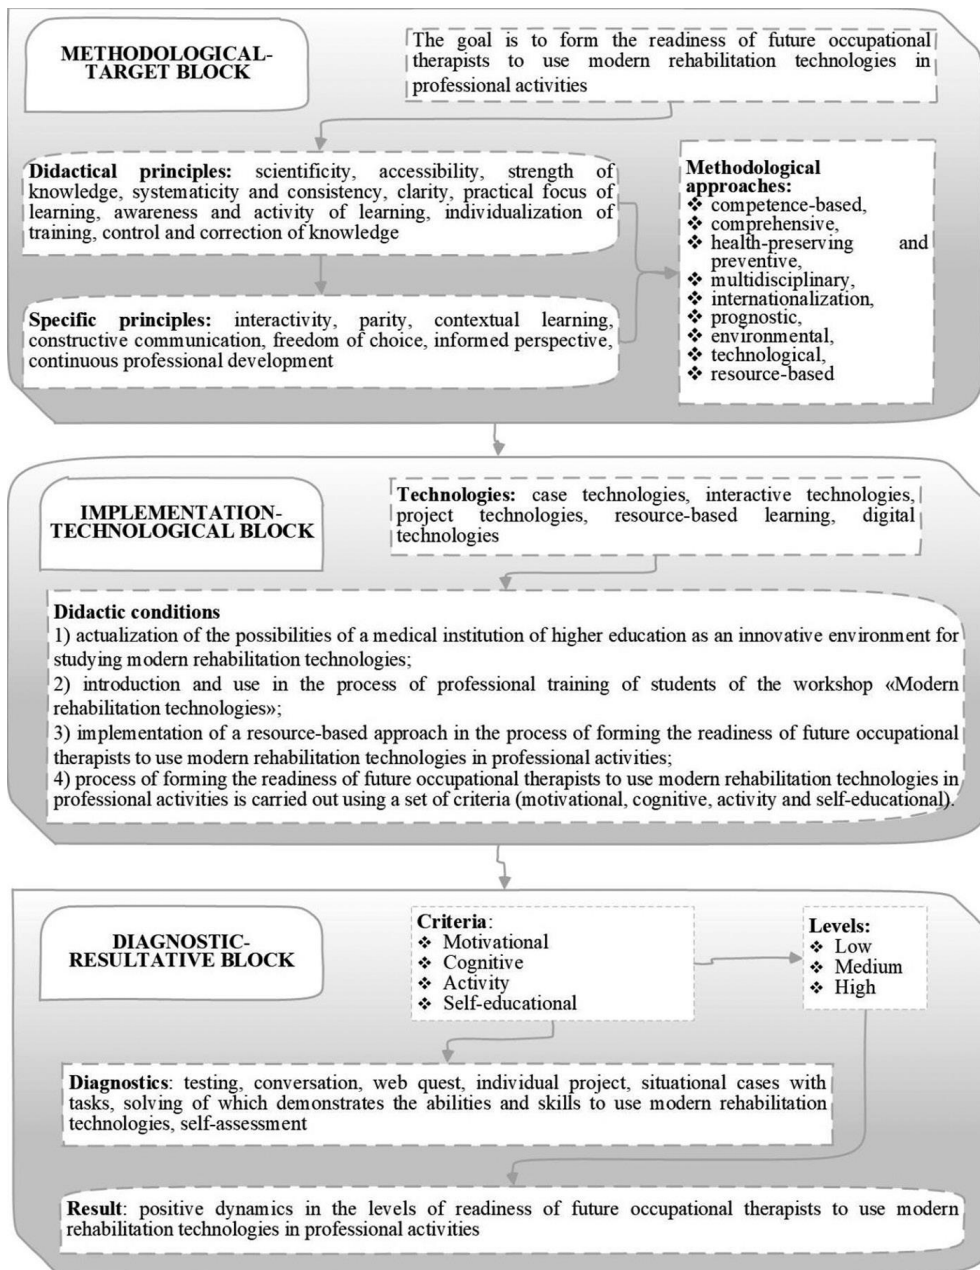 METHODOLOGICAL-
TARGET BLOCK
The goal is to form the readiness of future occupational
therapists to use modern rehabilitation technologies in
professional activities
Didactical principles: scientificity, accessibility, strength of
knowledge, systematicity and consistency, clarity, practical focus of
learning, awareness and activity of learning, individualization of
training, control and correction of knowledge
Specific principles: interactivity, parity, contextual learning,
constructive communication, freedom of choice, informed perspective,
continuous professional development
Methodological
approaches:
❖ competence-based,
❖ comprehensive,
❖ health-preserving and
preventive,
❖ multidisciplinary,
❖ internationalization,
❖ prognostic,
❖ environmental,
❖ technological,
❖ resource-based
IMPLEMENTATION-
TECHNOLOGICAL BLOCK
Technologies: case technologies, interactive technologies,
project technologies, resource-based learning, digital
technologies
Didactic conditions
1) actualization of the possibilities of a medical institution of higher education as an innovative environment for
studying modern rehabilitation technologies;
2) introduction and use in the process of professional training of students of the workshop «Modern
rehabilitation technologies»;
3) implementation of a resource-based approach in the process of forming the readiness of future occupational
therapists to use modern rehabilitation technologies in professional activities;
4) process of forming the readiness of future occupational therapists to use modern rehabilitation technologies in
professional activities is carried out using a set of criteria (motivational, cognitive, activity and self-educational).
DIAGNOSTIC-
RESULTATIVE BLOCK
Criteria:
❖ Motivational
❖ Cognitive
❖ Activity
❖ Self-educational
Levels:
❖ Low
❖ Medium
❖ High
Diagnostics: testing, conversation, web quest, individual project, situational cases with
tasks, solving of which demonstrates the abilities and skills to use modern rehabilitation
technologies, self-assessment
Result: positive dynamics in the levels of readiness of future occupational therapists to use modern
rehabilitation technologies in professional activities